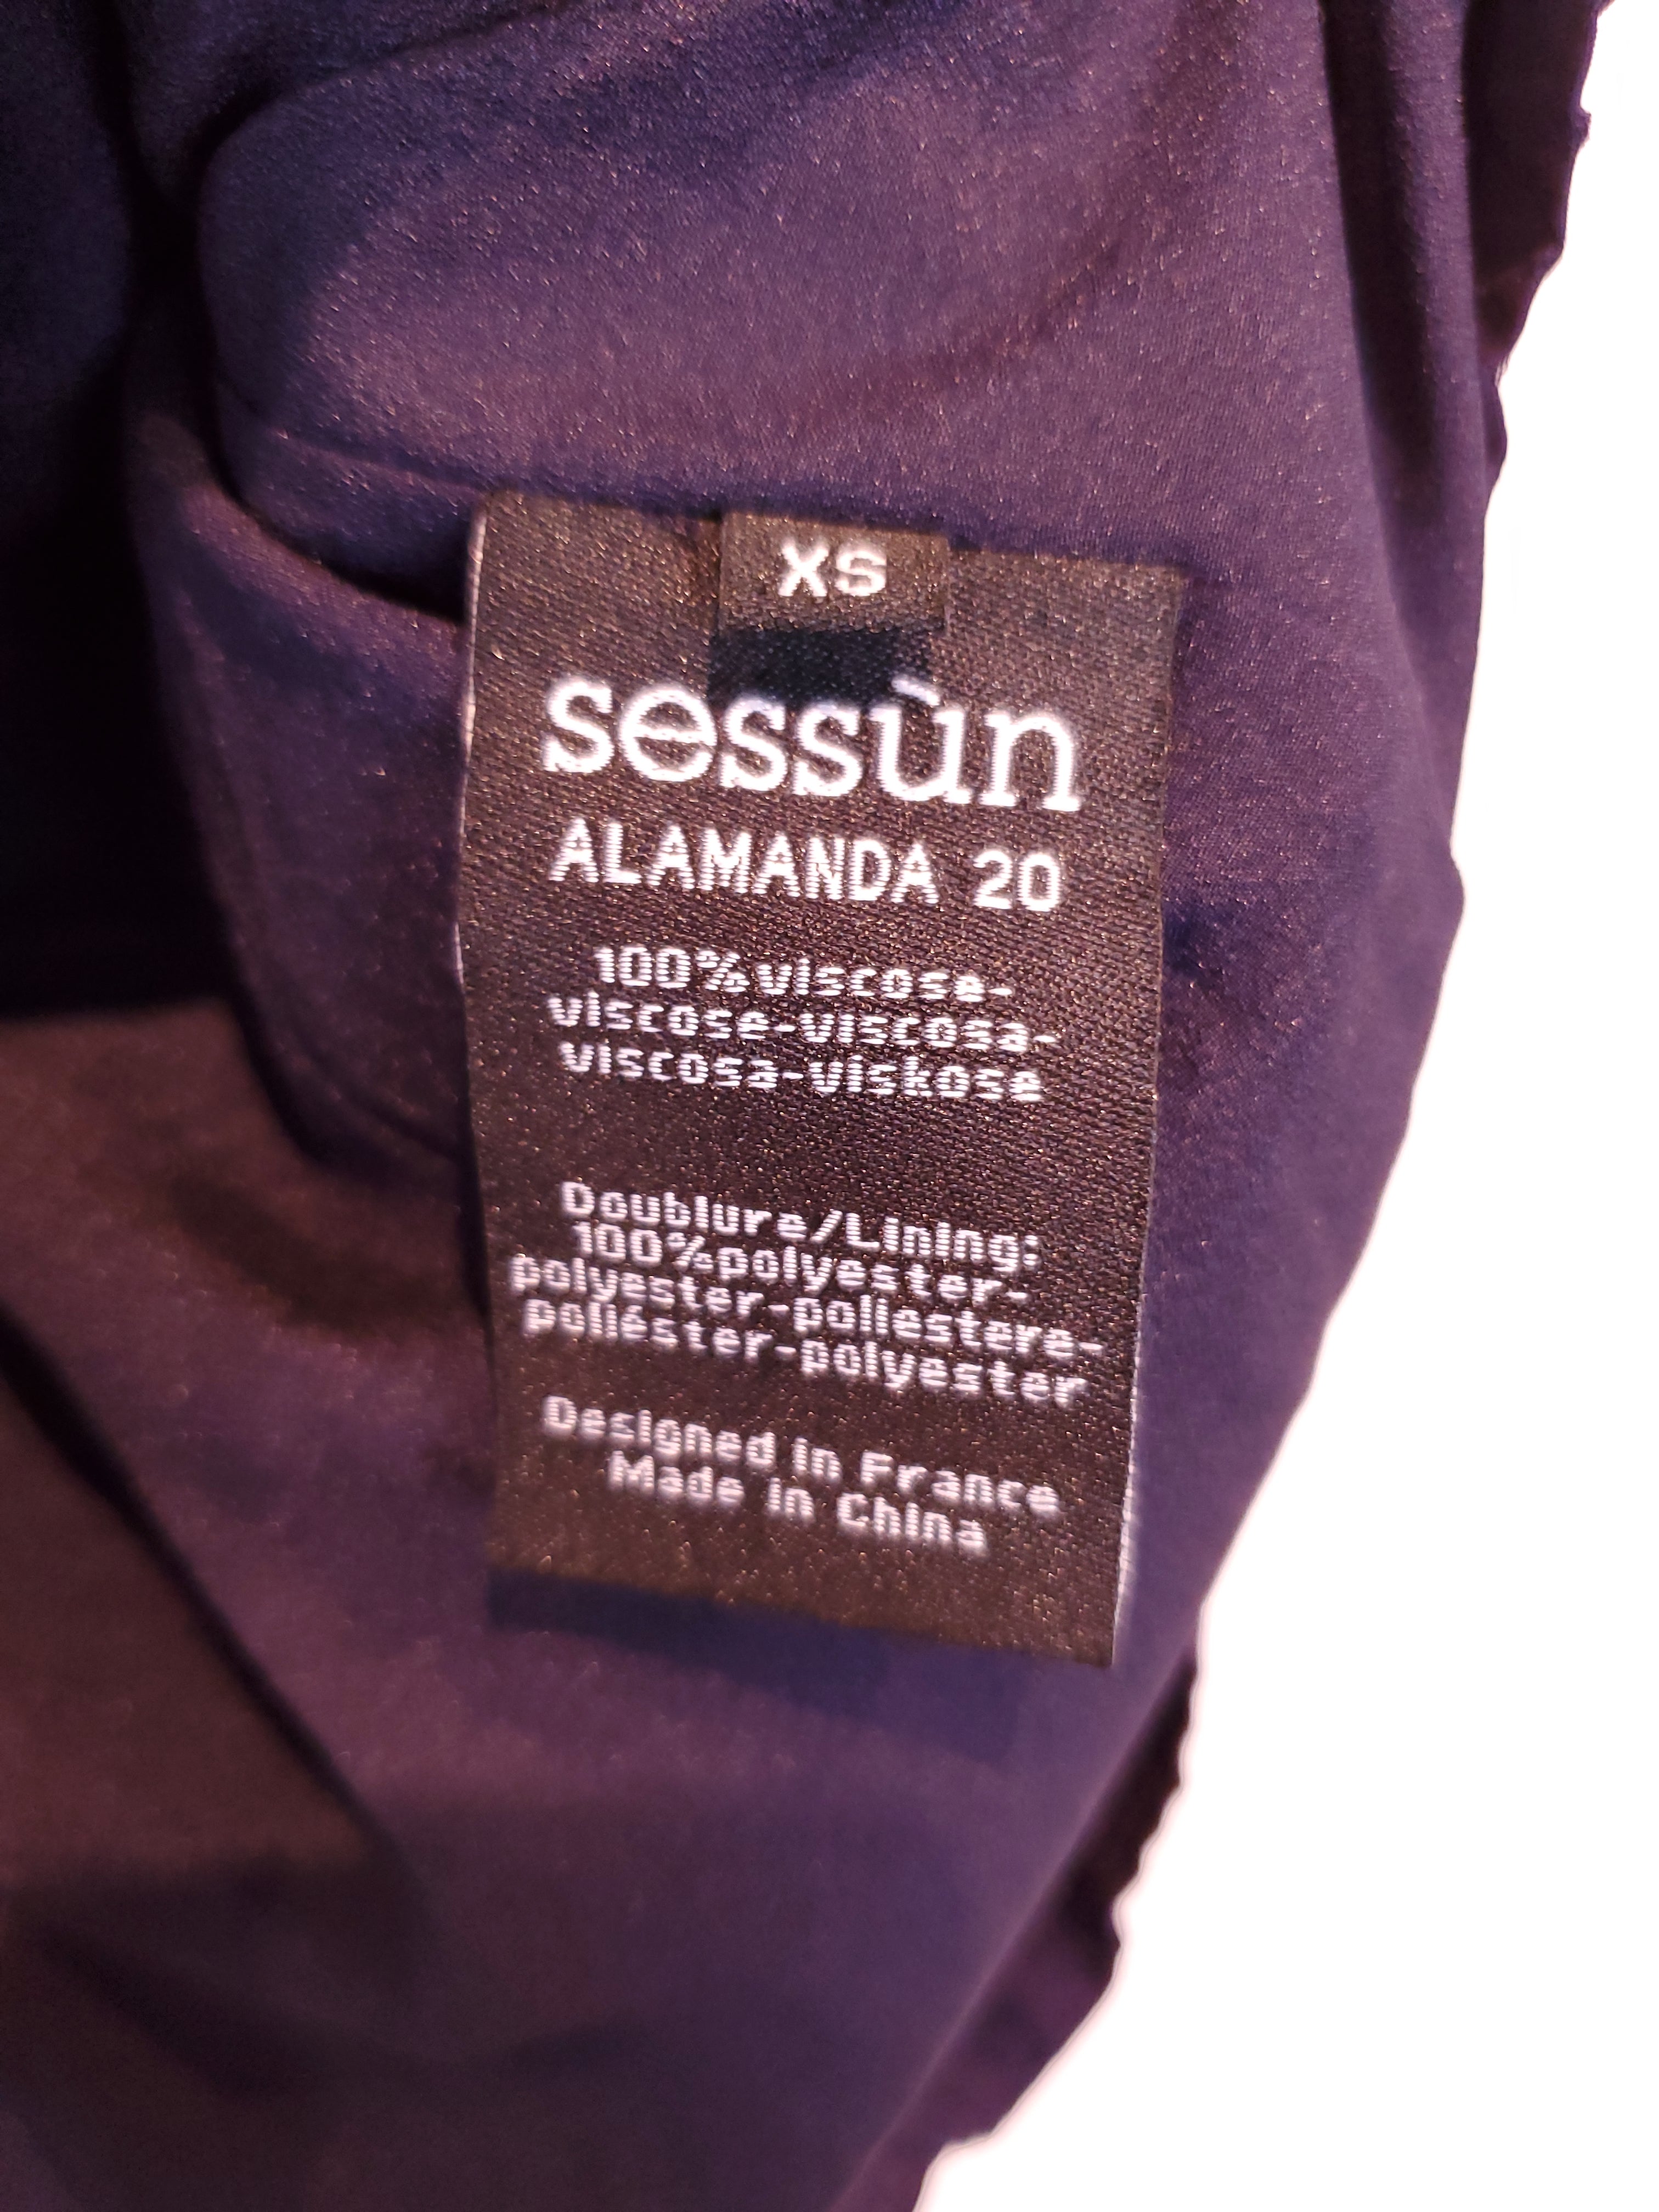 XS
sessùn
ALAMANDA 20
100%viscose-
viscose-viscosa-
viscosa-viskose
Doublure/Lining:
100%polyester-
polyester-poliestere-
poliéster-polyester
Designed in France
Made in China